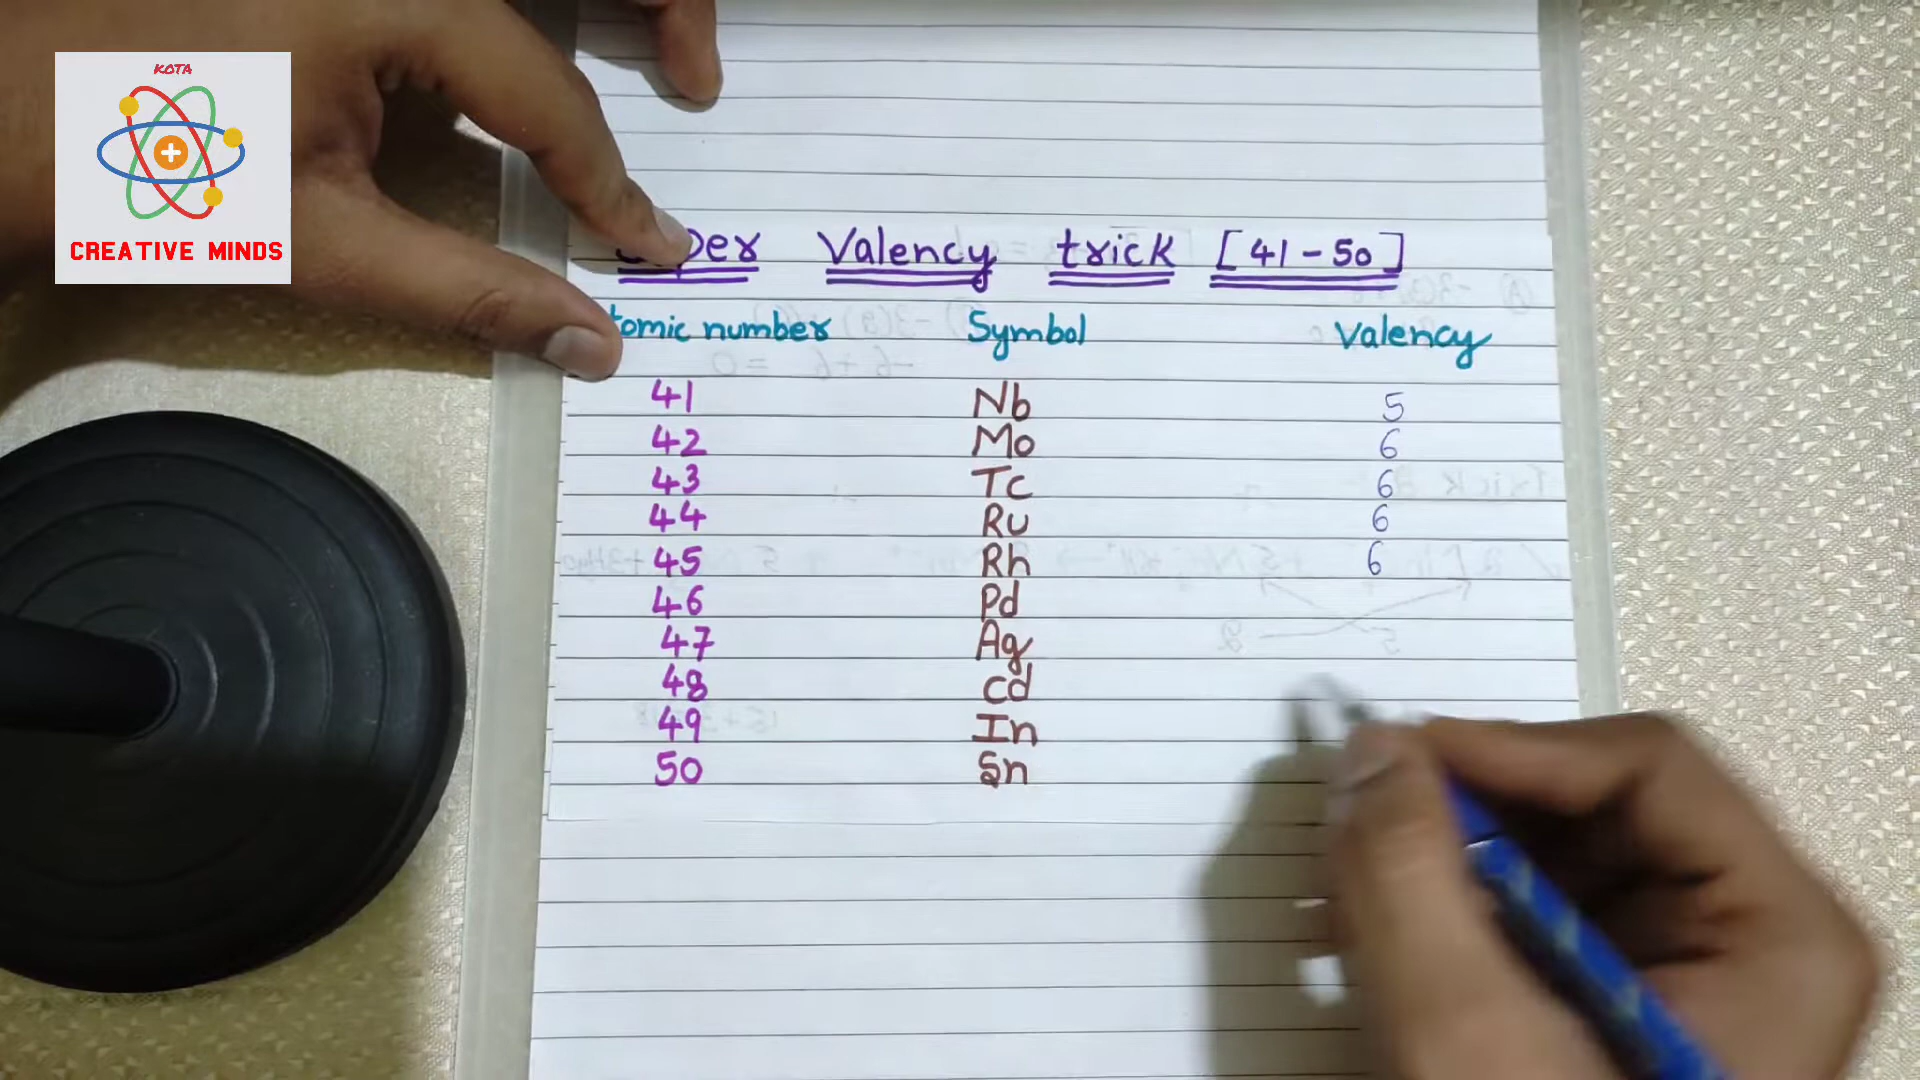 KOTA
CREATIVE MINDS
Valency trick [41-50]
Symbol Valency
number
41 Nb 5
42 Mo 6
43 Tc 6
44 Ru 6
45 Rh 6
46 Pd
47 Ag
48 Cd
49 In
50 Sn